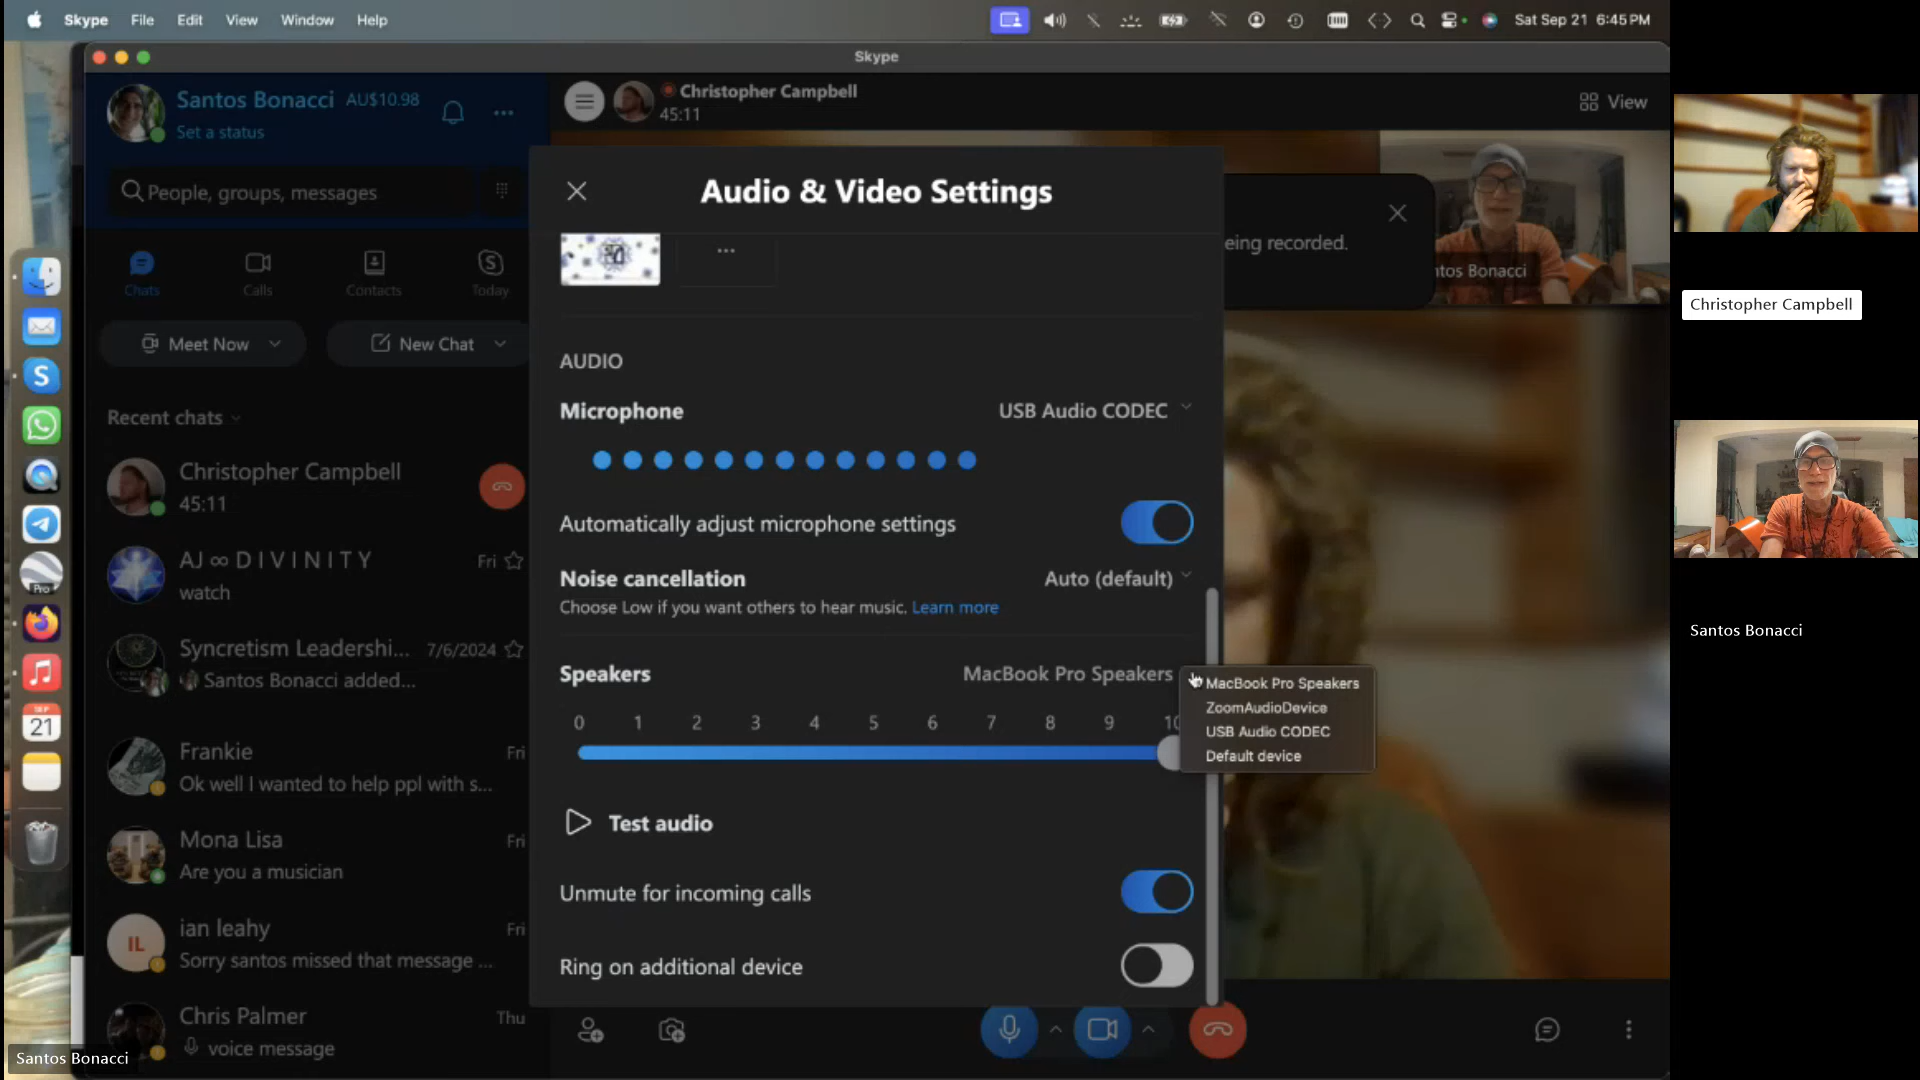 Skype File Edit View Window Help
Sat Sep 21 6:45 PM
Skype
Santos Bonacci AU$10.98
Set a status
People, groups, messages
Chats Calls Contacts Today
Meet Now New Chat
Recent chats
Christopher Campbell
45:11
AJ ∞ D I V I N I T Y Fri
watch
Syncretism Leadershi... 7/6/2024
Santos Bonacci added...
Frankie Fri
Ok well I wanted to help ppl with s...
Mona Lisa Fri
Are you a musician
IL
ian leahy Fri
Sorry santos missed that message ...
Chris Palmer Thu
voice message
Santos Bonacci
Pro
SEP
21
Christopher Campbell
45:11
View
Audio & Video Settings
AUDIO
Microphone USB Audio CODEC
Automatically adjust microphone settings
Noise cancellation Auto (default)
Choose Low if you want others to hear music. Learn more
Speakers MacBook Pro Speakers
0 1 2 3 4 5 6 7 8 9 10
MacBook Pro Speakers
ZoomAudioDevice
USB Audio CODEC
Default device
Test audio
Unmute for incoming calls
Ring on additional device
eing recorded.
ntos Bonacci
Christopher Campbell
Santos Bonacci